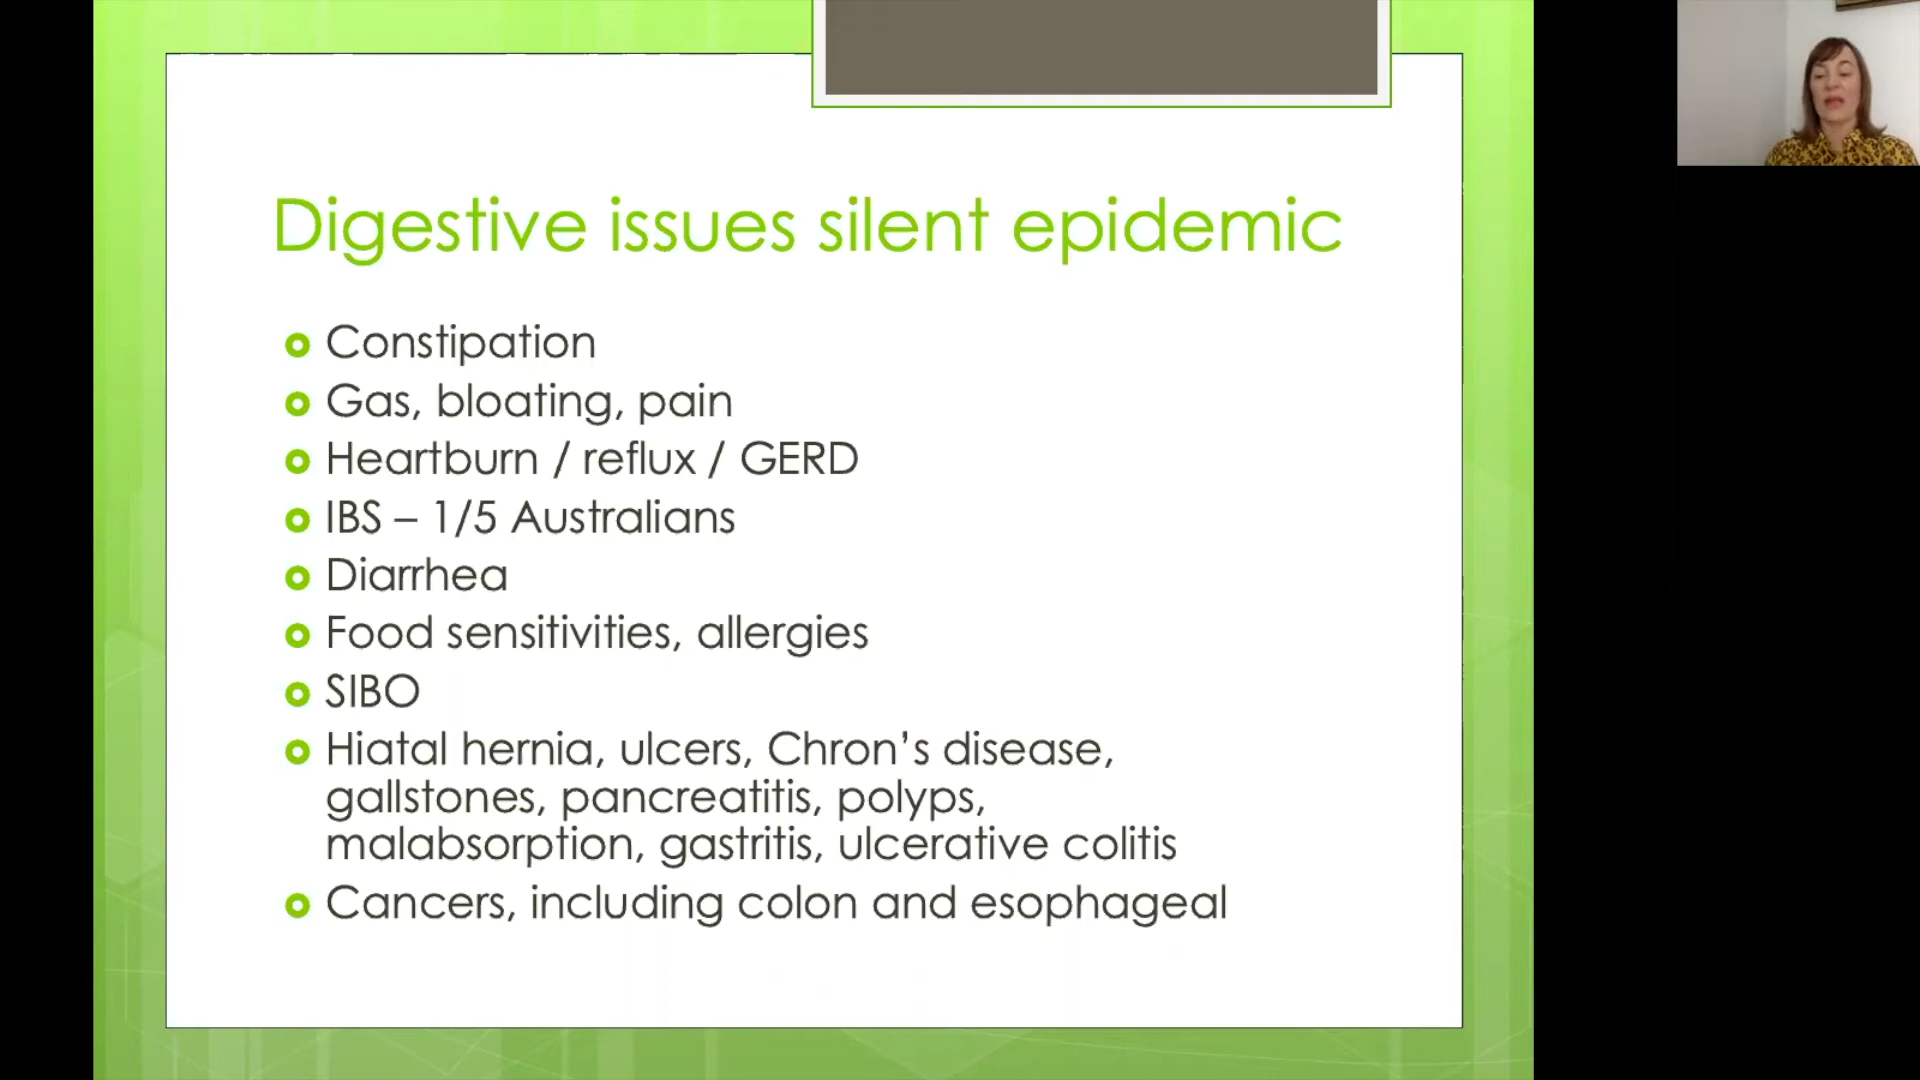 Digestive issues silent epidemic
Constipation
Gas, bloating, pain
Heartburn / reflux / GERD
IBS – 1/5 Australians
Diarrhea
Food sensitivities, allergies
SIBO
Hiatal hernia, ulcers, Chron’s disease,
gallstones, pancreatitis, polyps,
malabsorption, gastritis, ulcerative colitis
Cancers, including colon and esophageal